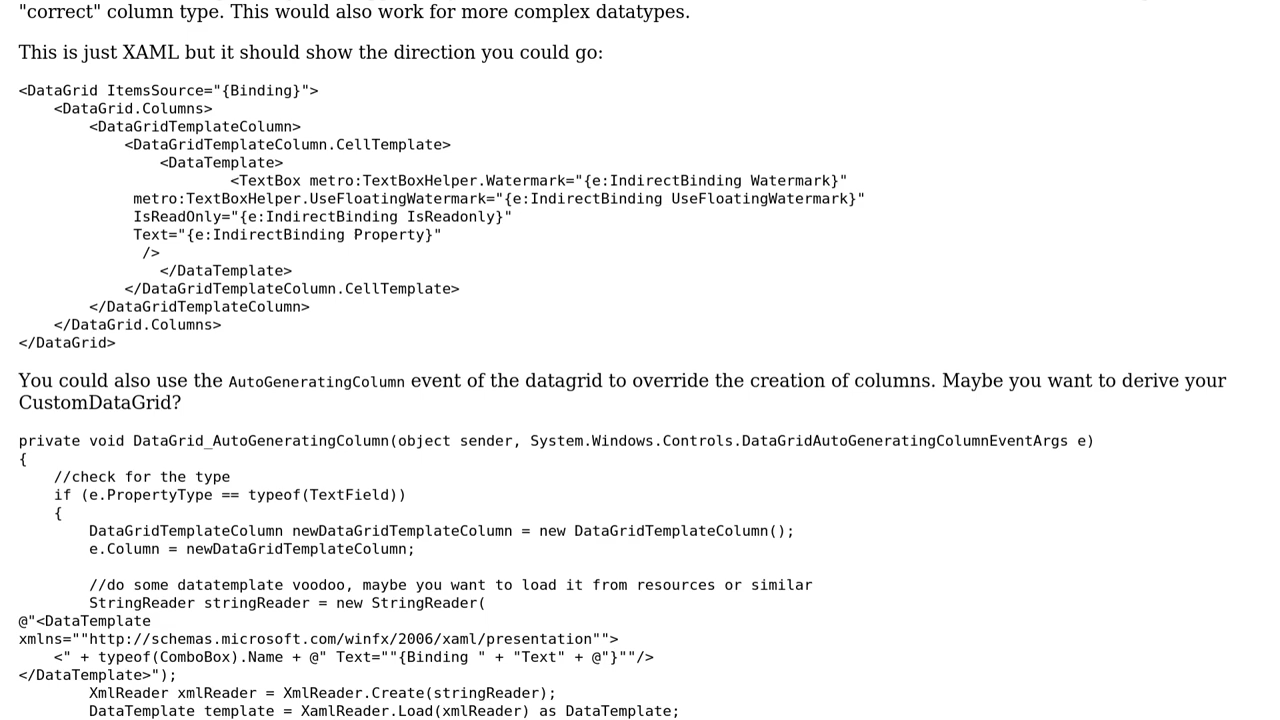 "correct" column type. This would also work for more complex datatypes.
This is just XAML but it should show the direction you could go:
<DataGrid ItemsSource="{Binding}">
    <DataGrid.Columns>
        <DataGridTemplateColumn>
            <DataGridTemplateColumn.CellTemplate>
                <DataTemplate>
                        <TextBox metro:TextBoxHelper.Watermark="{e:IndirectBinding Watermark}"
             metro:TextBoxHelper.UseFloatingWatermark="{e:IndirectBinding UseFloatingWatermark}"
             IsReadOnly="{e:IndirectBinding IsReadonly}"
             Text="{e:IndirectBinding Property}"
              />
                </DataTemplate>
            </DataGridTemplateColumn.CellTemplate>
        </DataGridTemplateColumn>
    </DataGrid.Columns>
</DataGrid>
You could also use the AutoGeneratingColumn event of the datagrid to override the creation of columns. Maybe you want to derive your
CustomDataGrid?
private void DataGrid_AutoGeneratingColumn(object sender, System.Windows.Controls.DataGridAutoGeneratingColumnEventArgs e)
{
    //check for the type
    if (e.PropertyType == typeof(TextField))
    {
        DataGridTemplateColumn newDataGridTemplateColumn = new DataGridTemplateColumn();
        e.Column = newDataGridTemplateColumn;
        //do some datatemplate voodoo, maybe you want to load it from resources or similar
        StringReader stringReader = new StringReader(
@"<DataTemplate
xmlns=""http://schemas.microsoft.com/winfx/2006/xaml/presentation"">
    <" + typeof(ComboBox).Name + @" Text=""{Binding " + "Text" + @"}""/>
</DataTemplate>");
        XmlReader xmlReader = XmlReader.Create(stringReader);
        DataTemplate template = XamlReader.Load(xmlReader) as DataTemplate;